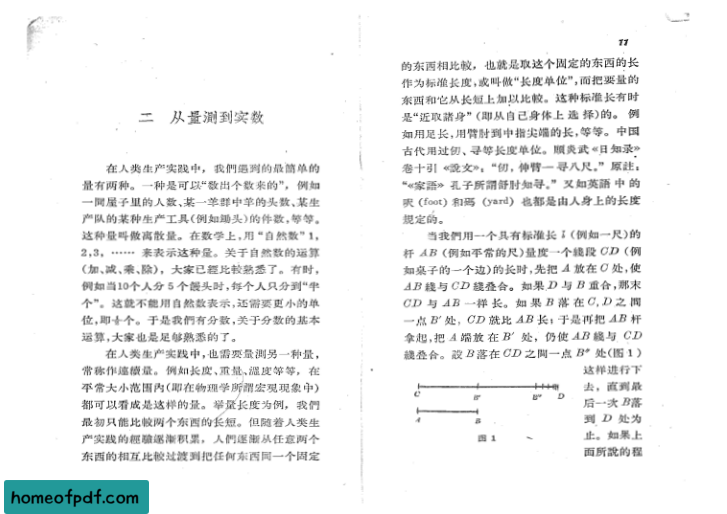 二 从量測到实数
在人类生产实践中，我們遇到的最簡单的
量有两种。一种是可以“数出个数来的”，例如
一間屋子里的人数、某一羊群中羊的头数、某生
产队的某种生产工具(例如锄头)的件数，等等。
这种量叫做离散量。在数学上，用“自然数”1，
2,3，…… 来表示这种量。关于自然数的运算
(加、减、乘、除)，大家已經比較熟悉了。有时，
例如当10个人分5个饅头时，每个人只分到“半
个”。这就不能用自然数表示，还需要更小的单
位，即半个。于是我們有分数，关于分数的基本
运算，大家也是足够熟悉的了。
在人类生产实践中，也需要量測另一种量，
常称作連續量。例如长度、重量、溫度等等，在
平常大小范围內(即在物理学所謂宏观現象中)
都可以看成是这样的量。举量长度为例，我們
最初只能比較两个东西的长短。但随着人类生
产实践的經驗逐漸积累，人們逐漸从任意两个
东西的相互比較过渡到把任何东西同一个固定
11
的东西相比較，也就是取这个固定的东西的长
作为标准长度，或叫做“长度单位”，而把要量的
东西和它从长短上加以比較。这种标准长有时
是“近取諸身”(即从自己身体上选择)的。例
如用足长，用臂肘到中指尖端的长，等等。中国
古代用过仞、寻等长度单位。顧炎武《日知录》
卷十引《說文》：“仞，伸臂一寻八尺。”原注：
“《家語》孔子所謂舒肘知寻。”又如英語中的
呎(foot)和碼(yard)也都是由人身上的长度
規定的。
当我們用一个具有标准长 l (例如一尺)的
杆 AB (例如平常的尺)量度一个綫段 CD (例
如桌子的一个边)的长时，先把 A 放在 C 处，使
AB 綫与 CD 綫叠合。如果 D 与 B 重合，那末
CD 与 AB 一样长。如果 B 落在 C，D 之間
一点 B′ 处，CD 就比 AB 长；于是再把 AB 杆
拿起，把 A 端放在 B′ 处，仍使 AB 綫与 CD
綫叠合。設 B 落在 CD 之間一点 B″ 处(图1)
这样进行下
去，直到最
后一次 B 落
到 D 处为
止。如果上
面所說的程
C B′ B″ D
A B
图 1
homeofpdf.com